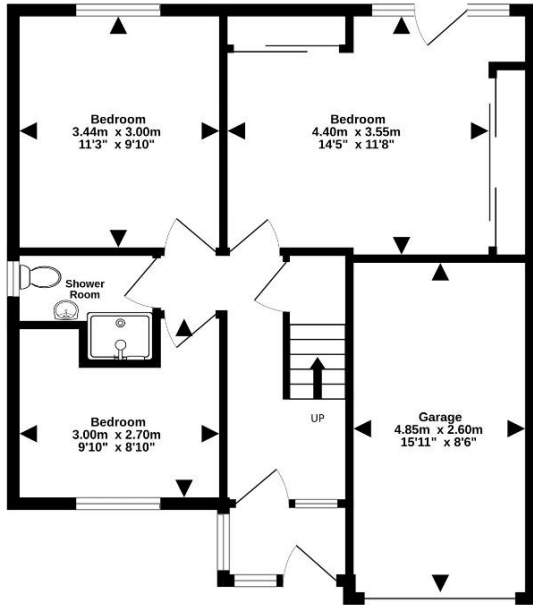 Bedroom
3.44m x 3.00m
11'3" x 9'10"
Bedroom
4.40m x 3.55m
14'5" x 11'8"
Shower
Room
Bedroom
3.00m x 2.70m
9'10" x 8'10"
UP
Garage
4.85m x 2.60m
15'11" x 8'6"